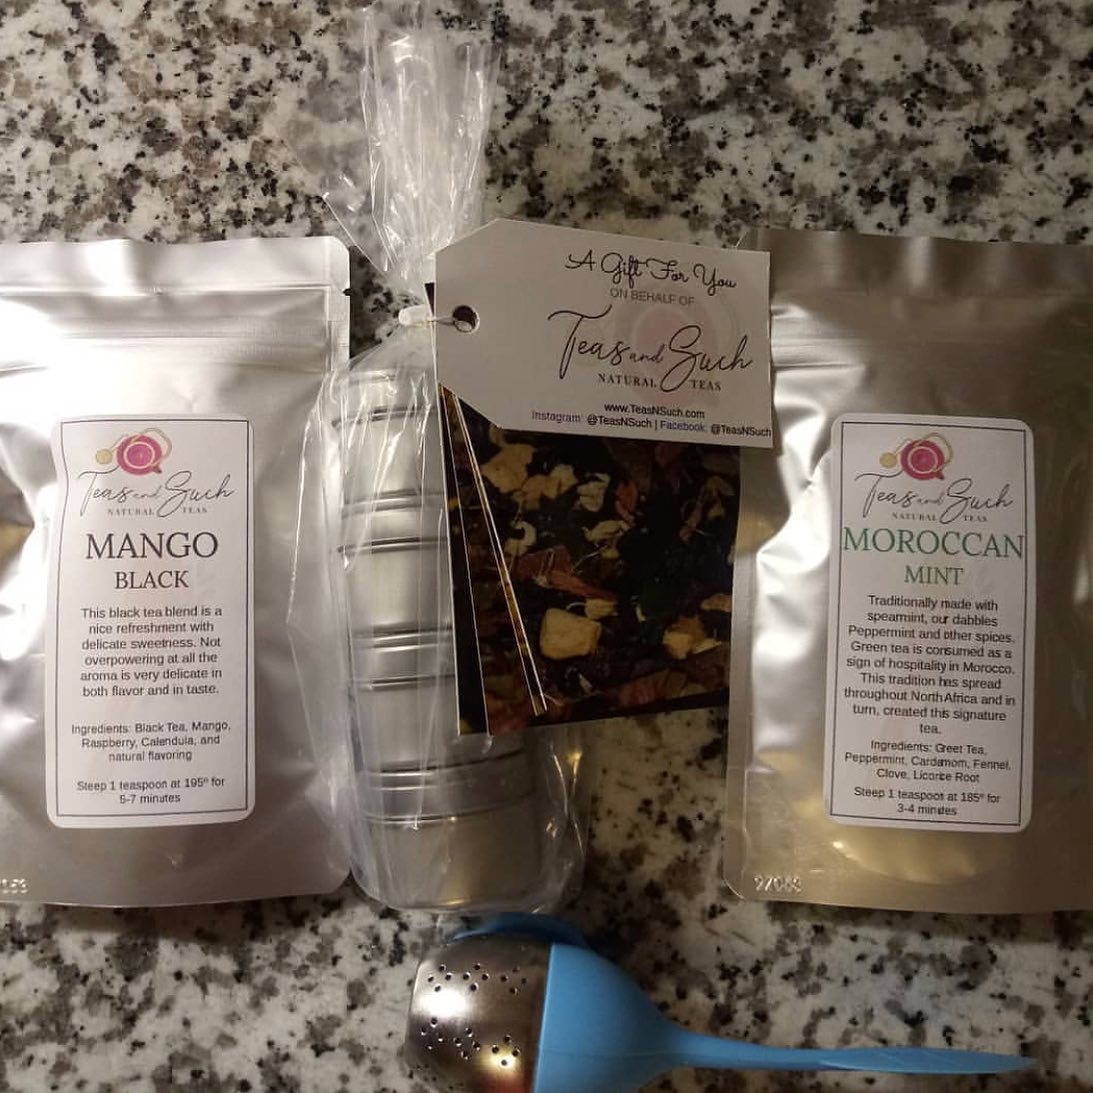 A Gift For You
ON BEHALF OF
Teas and Such
NATURAL TEAS
www.TeasNSuch.com
Instagram: @TeasNSuch | Facebook: @TeasNSuch
Teas and Such
NATURAL TEAS
MANGO
BLACK
This black tea blend is a
nice refreshment with
delicate sweetness. Not
overpowering at all the
aroma is very delicate in
both flavor and in taste.
Ingredients: Black Tea, Mango,
Raspberry, Calendula, and
natural flavoring
Steep 1 teaspoon at 195º for
5-7 minutes
Teas and Such
NATURAL TEAS
MOROCCAN
MINT
Traditionally made with
spearmint, our dabbles
Peppermint and other spices.
Green tea is consumed as a
sign of hospitality in Morocco.
This tradition has spread
throughout North Africa and in
turn, created this signature
tea.
Ingredients: Greet Tea,
Peppermint, Cardamom, Fennel,
Clove, Licorice Root
Steep 1 teaspoon at 185º for
3-4 minutes